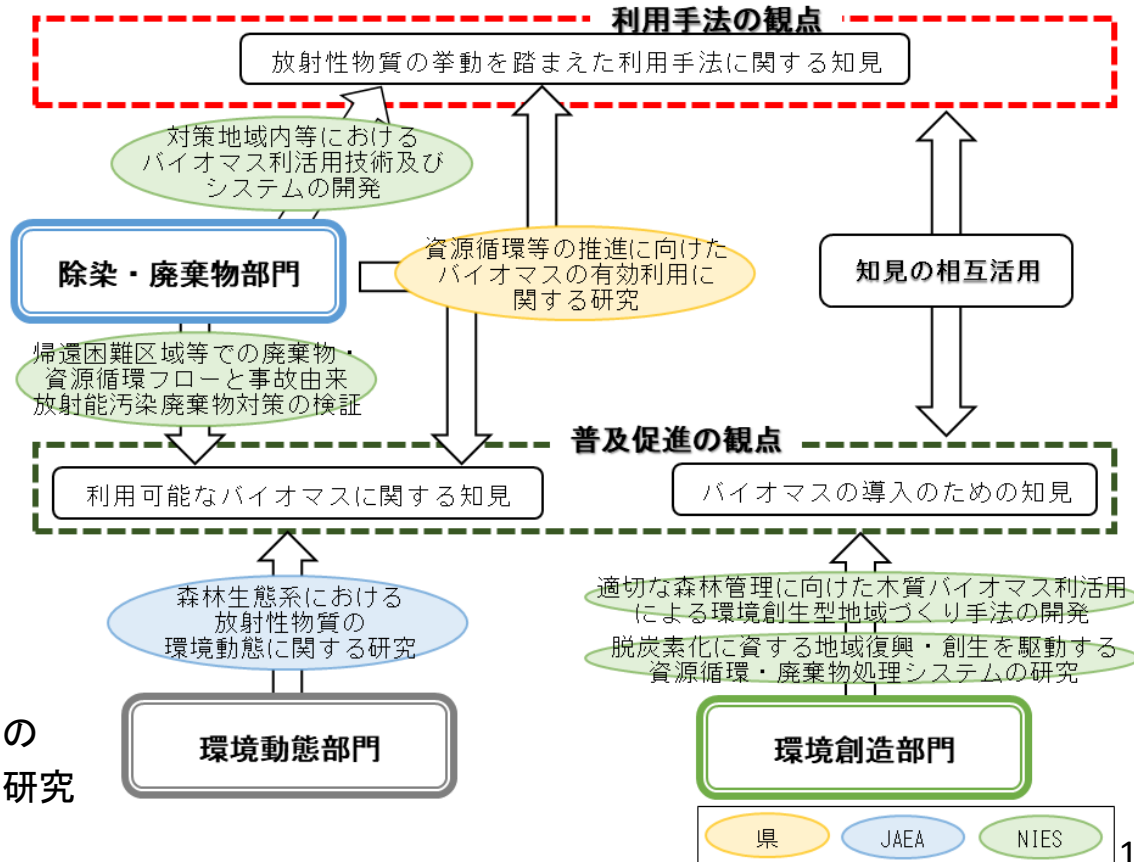 利用手法の観点
放射性物質の挙動を踏まえた利用手法に関する知見
対策地域内等における
バイオマス利活用技術及び
システムの開発
除染・廃棄物部門
資源循環等の推進に向けた
バイオマスの有効利用に
関する研究
知見の相互活用
帰還困難区域等での廃棄物・
資源循環フローと事故由来
放射能汚染廃棄物対策の検証
普及促進の観点
利用可能なバイオマスに関する知見
バイオマスの導入のための知見
森林生態系における
放射性物質の
環境動態に関する研究
適切な森林管理に向けた木質バイオマス利活用
による環境創生型地域づくり手法の開発
脱炭素化に資する地域復興・創生を駆動する
資源循環・廃棄物処理システムの研究
の
研究
環境動態部門
環境創造部門
県
JAEA
NIES
1